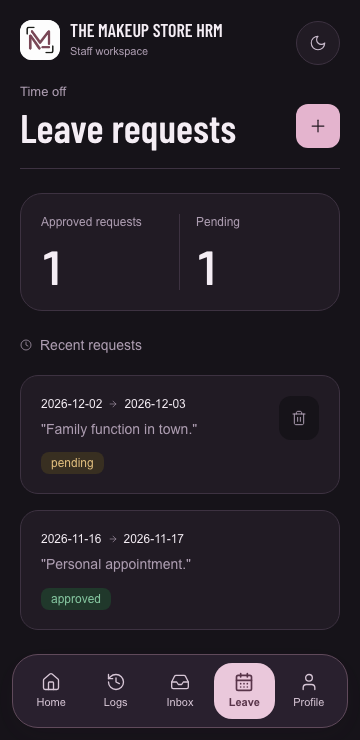 THE MAKEUP STORE HRM
Staff workspace
Time off
Leave requests
Approved requests
1
Pending
1
Recent requests
2026-12-02 → 2026-12-03
"Family function in town."
pending
2026-11-16 → 2026-11-17
"Personal appointment."
approved
Home
Logs
Inbox
Leave
Profile